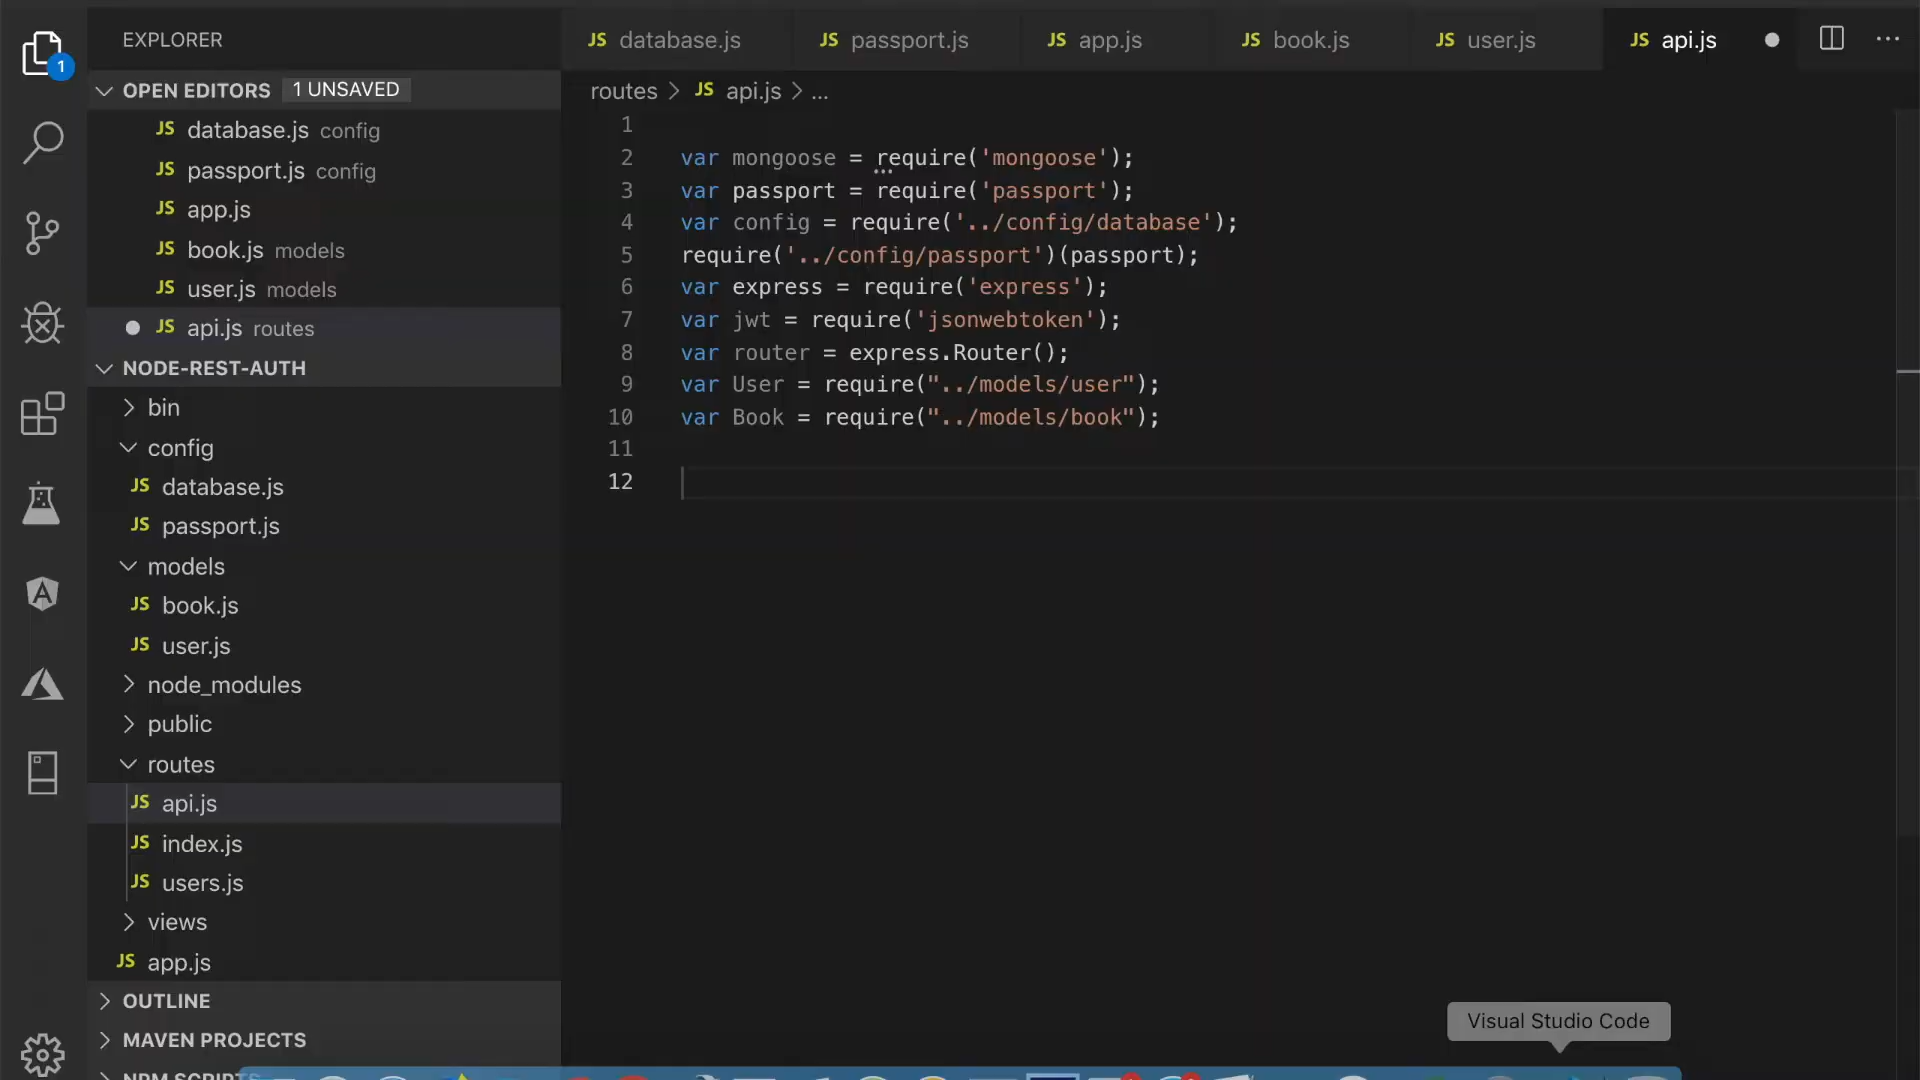 EXPLORER
OPEN EDITORS 1 UNSAVED
JS database.js config
JS passport.js config
JS app.js
JS book.js models
JS user.js models
JS api.js routes
NODE-REST-AUTH
bin
config
JS database.js
JS passport.js
models
JS book.js
JS user.js
node_modules
public
routes
JS api.js
JS index.js
JS users.js
views
JS app.js
OUTLINE
MAVEN PROJECTS
NPM SCRIPTS
1
JS database.js JS passport.js JS app.js JS book.js JS user.js JS api.js
routes > JS api.js > ...
1
2 var mongoose = require('mongoose');
3 var passport = require('passport');
4 var config = require('../config/database');
5 require('../config/passport')(passport);
6 var express = require('express');
7 var jwt = require('jsonwebtoken');
8 var router = express.Router();
9 var User = require("../models/user");
10 var Book = require("../models/book");
11
12
Visual Studio Code